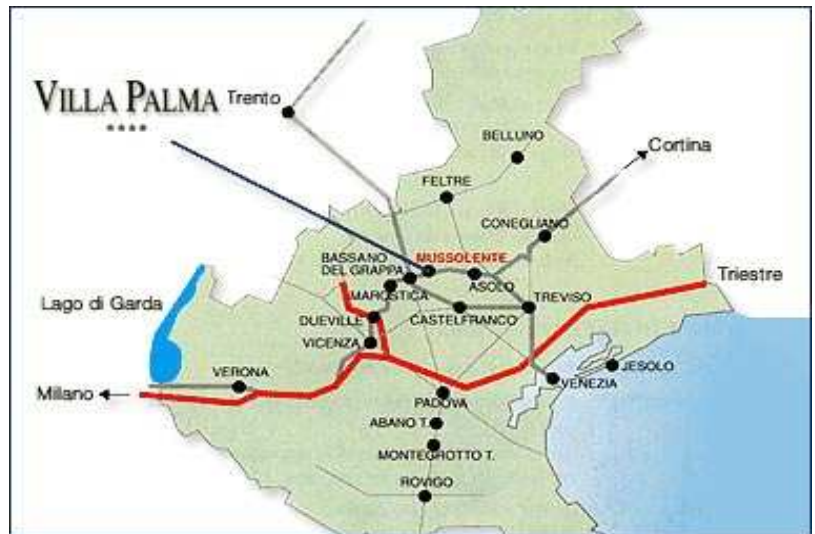 VILLA PALMA
Trento
BELLUNO
Cortina
FELTRE
CONEGLIANO
BASSANO
DEL GRAPPA
MUSSOLENTE
Triestre
ASOLO
Lago di Garda
MAROSTICA
TREVISO
DUEVILLE
CASTELFRANCO
VICENZA
VERONA
JESOLO
VENEZIA
Millano
PADOVA
ABANO T.
MONTEGROTTO T.
ROVIGO